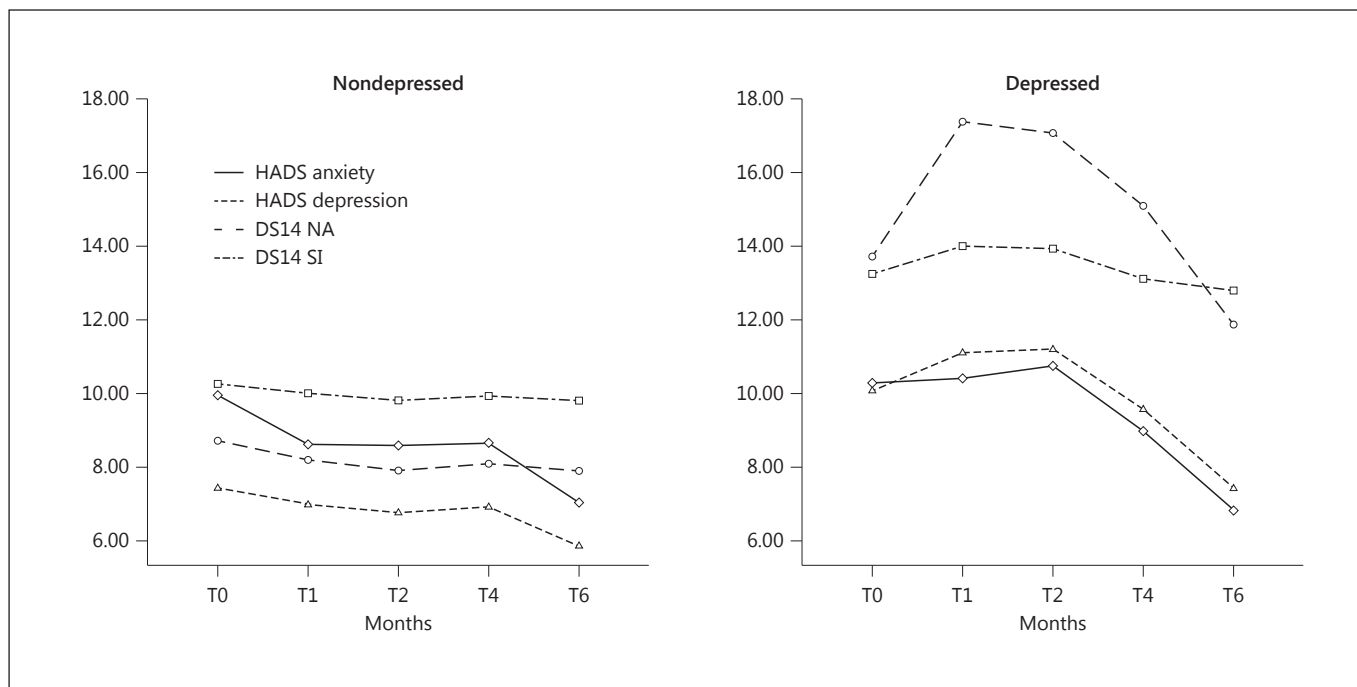 Nondepressed
18.00
16.00
14.00
12.00
10.00
8.00
6.00
HADS anxiety
HADS depression
DS14 NA
DS14 SI
T0 T1 T2 T4 T6
Months
Depressed
18.00
16.00
14.00
12.00
10.00
8.00
6.00
T0 T1 T2 T4 T6
Months